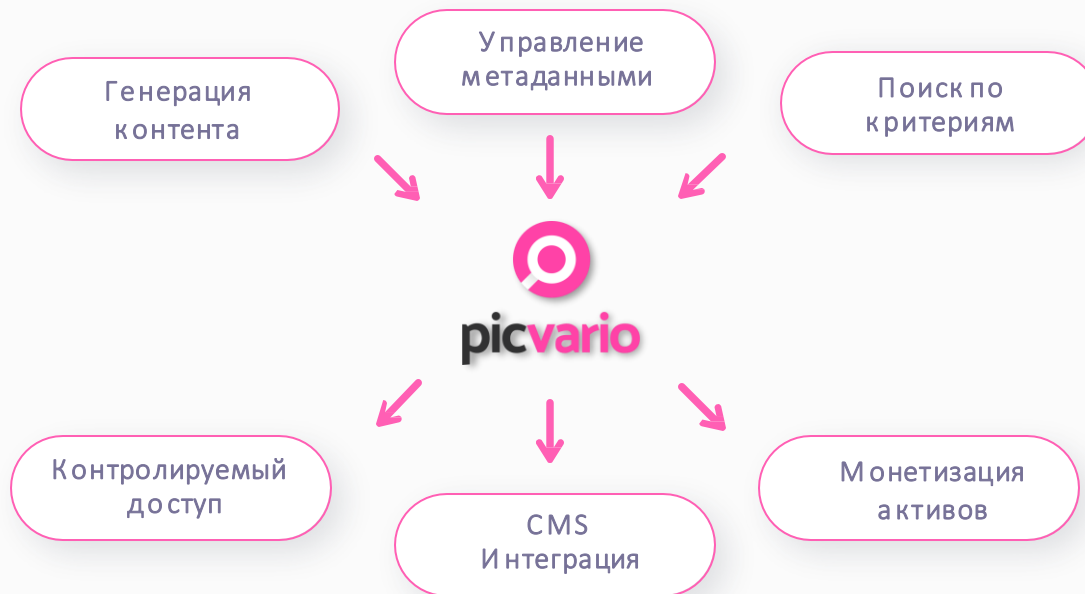 Генерация
контента
Управление
метаданными
Поиск по
критериям
picvario
Контролируемый
доступ
CMS
Интеграция
Монетизация
активов